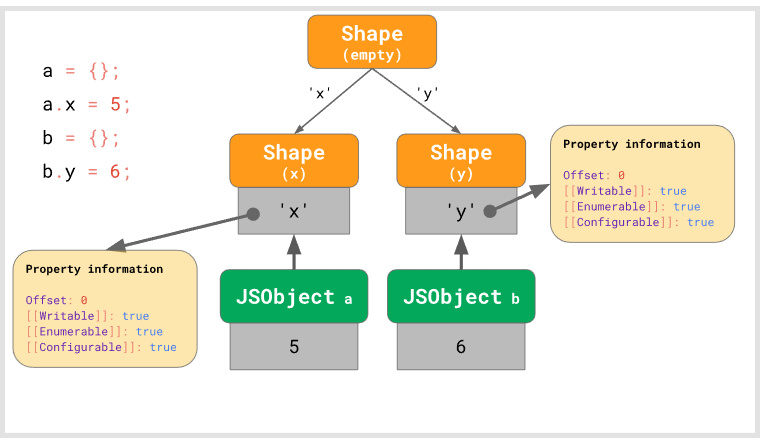 a = {};
a.x = 5;
b = {};
b.y = 6;
Shape
(empty)
'x'
'y'
Shape
(x)
'x'
Shape
(y)
'y'
Property information
Offset: 0
[[Writable]]: true
[[Enumerable]]: true
[[Configurable]]: true
Property information
Offset: 0
[[Writable]]: true
[[Enumerable]]: true
[[Configurable]]: true
JSObject a
5
JSObject b
6